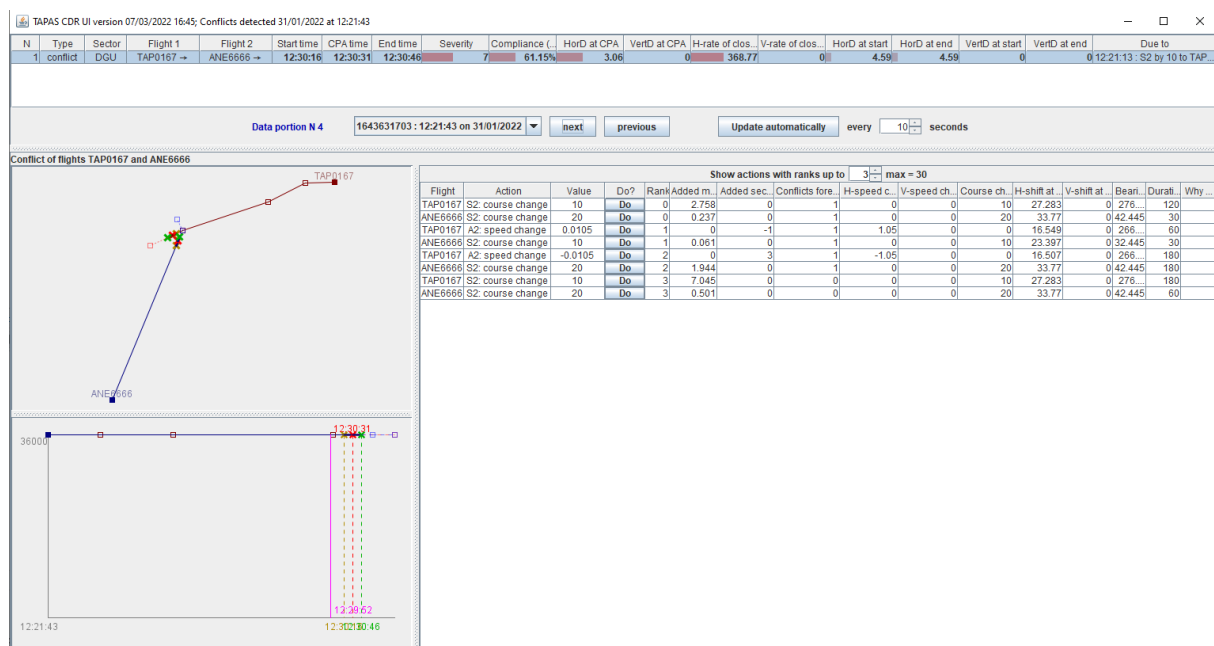 TAPAS CDR UI version 07/03/2022 16:45; Conflicts detected 31/01/2022 at 12:21:43
N Type Sector Flight 1 Flight 2 Start time CPA time End time Severity Compliance (... HorD at CPA VertD at CPA H-rate of clos... V-rate of clos... HorD at start HorD at end VertD at start VertD at end Due to
1 conflict DGU TAP0167 → ANE6666 → 12:30:16 12:30:31 12:30:46 7 61.15% 3.06 0 368.77 0 4.59 4.59 0 0 12:21:13 : S2 by 10 to TAP...
Data portion N 4 1643631703 : 12:21:43 on 31/01/2022 next previous Update automatically every 10 seconds
Conflict of flights TAP0167 and ANE6666
TAP0167
ANE6666
36000
12:30:31
12:29:52
12:21:43
12:30:46
Show actions with ranks up to 3 max = 30
Flight Action Value Do? Rank Added m... Added sec... Conflicts fore... H-speed c... V-speed ch... Course ch... H-shift at ... V-shift at ... Beari... Durati... Why ...
TAP0167 S2: course change 10 Do 0 2.758 0 1 0 0 10 27.283 0 276.... 120
ANE6666 S2: course change 20 Do 0 0.237 0 1 0 0 20 33.77 0 42.445 30
TAP0167 A2: speed change 0.0105 Do 1 0 -1 1 1.05 0 0 16.549 0 266.... 60
ANE6666 S2: course change 10 Do 1 0.061 0 1 0 0 10 23.397 0 32.445 30
TAP0167 A2: speed change -0.0105 Do 2 0 3 1 -1.05 0 0 16.507 0 266.... 180
ANE6666 S2: course change 20 Do 2 1.944 0 1 0 0 20 33.77 0 42.445 180
TAP0167 S2: course change 10 Do 3 7.045 0 0 0 0 10 27.283 0 276.... 180
ANE6666 S2: course change 20 Do 3 0.501 0 0 0 0 20 33.77 0 42.445 60